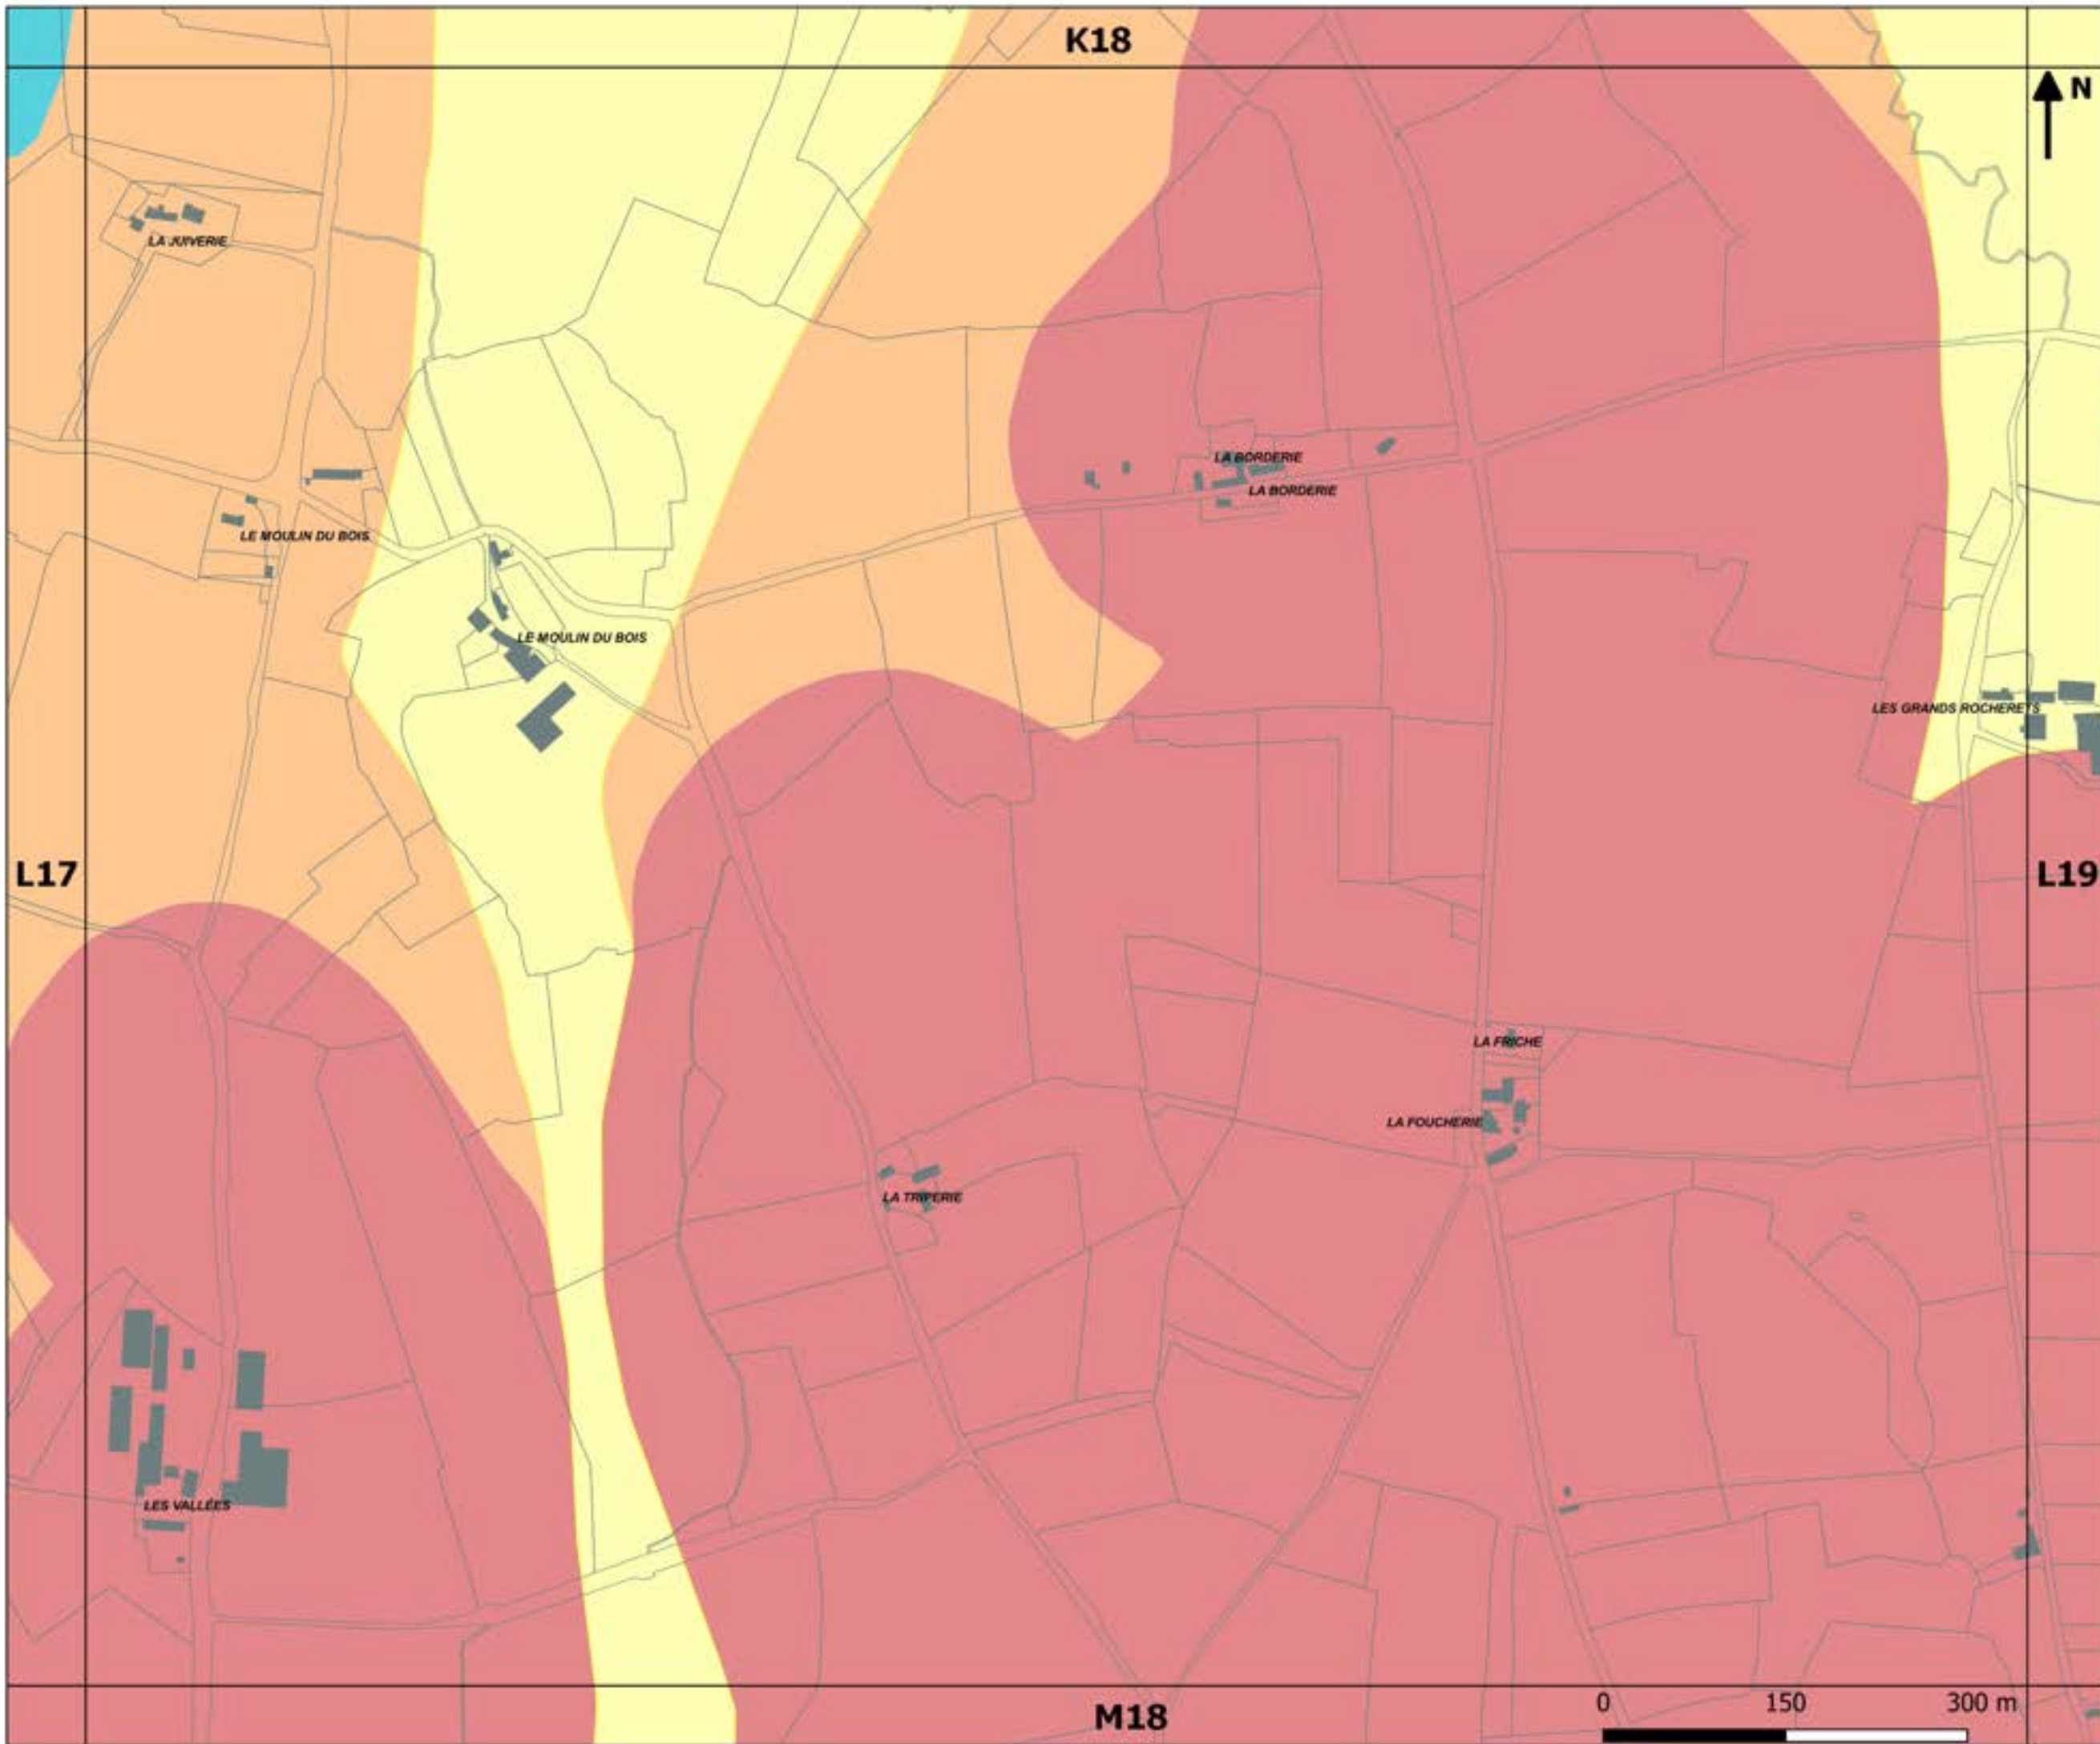 K18
N
LA JUIVERIE
LA BORDERIE
LA BORDERIE
LE MOULIN DU BOIS
LE MOULIN DU BOIS
LES GRANDS ROCHERETS
L17
L19
LA FRICHE
LA FOUCHERIE
LA TRIPERIE
LES VALLÉES
0 150 300 m
M18